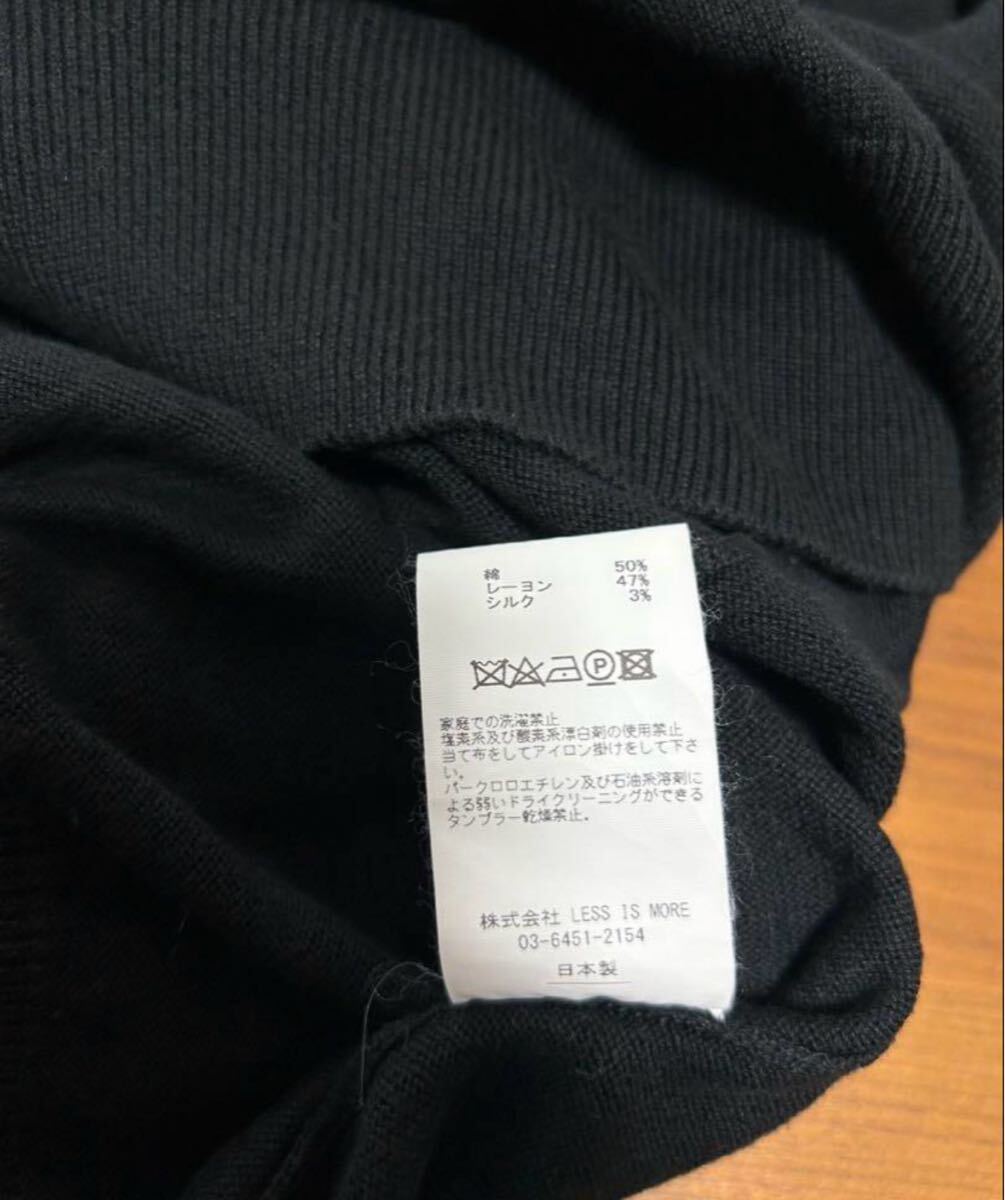 綿 50%
レーヨン 47%
シルク 3%
P
家庭での洗濯禁止
塩素系及び酸素系漂白剤の使用禁止
当て布をしてアイロン掛けをして下さ
い。
パークロロエチレン及び石油系溶剤に
よる弱いドライクリーニングができる
タンブラー乾燥禁止。
株式会社 LESS IS MORE
03-6451-2154
日本製